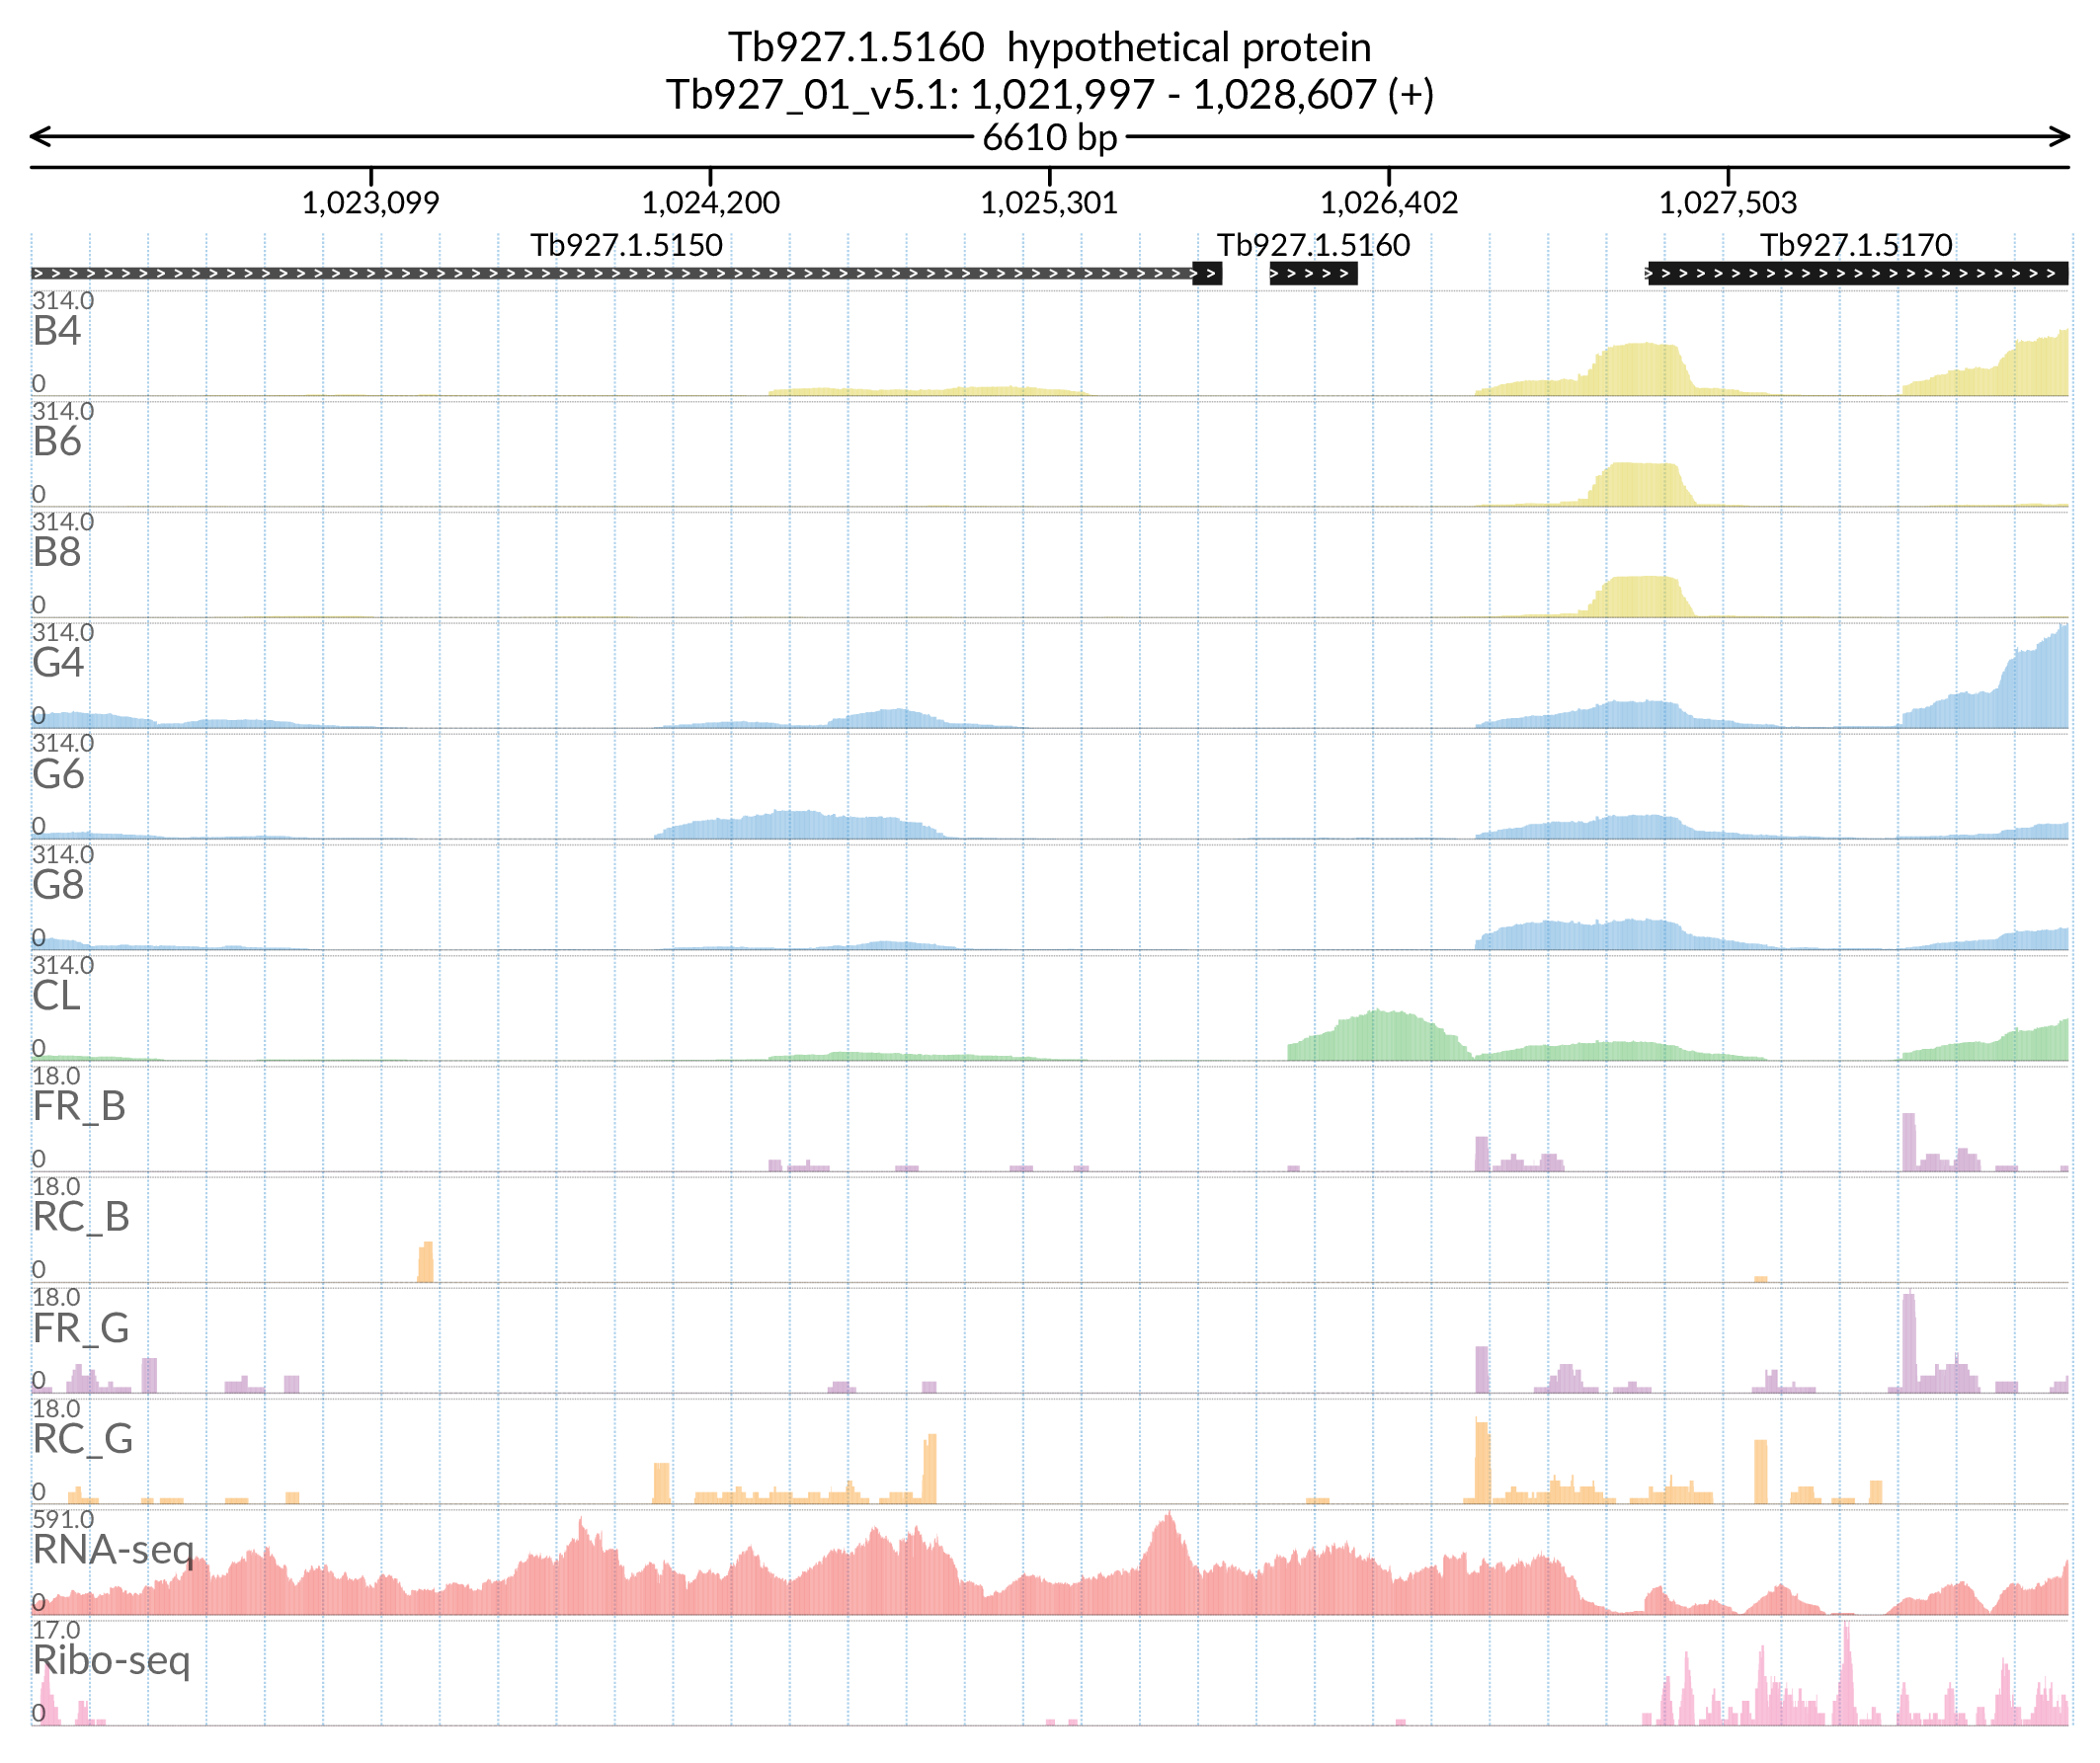 Tb927.1.5160 hypothetical protein
Tb927_01_v5.1: 1,021,997 - 1,028,607 (+)
6610 bp
1,023,099 1,024,200 1,025,301 1,026,402 1,027,503
Tb927.1.5150 Tb927.1.5160 Tb927.1.5170
314.0
B4
0
314.0
B6
0
314.0
B8
0
314.0
G4
0
314.0
G6
0
314.0
G8
0
314.0
CL
0
18.0
FR_B
0
18.0
RC_B
0
18.0
FR_G
0
18.0
RC_G
0
591.0
RNA-seq
0
17.0
Ribo-seq
0